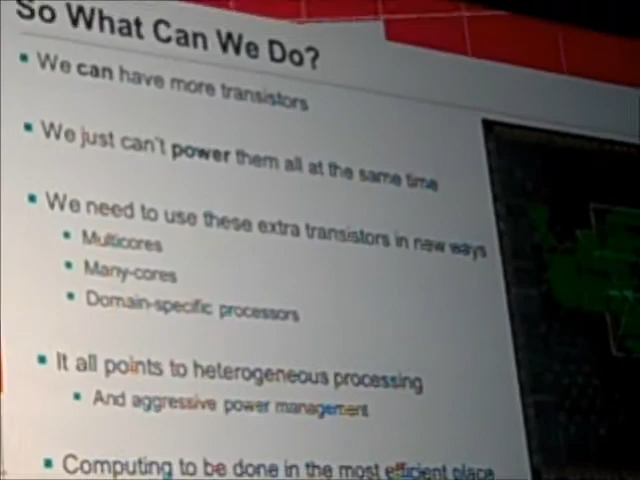 So What Can We Do?
We can have more transistors
We just can't power them all at the same time
We need to use these extra transistors in new ways
Multicores
Many-cores
Domain-specific processors
It all points to heterogeneous processing
And aggressive power management
Computing to be done in the most efficient place